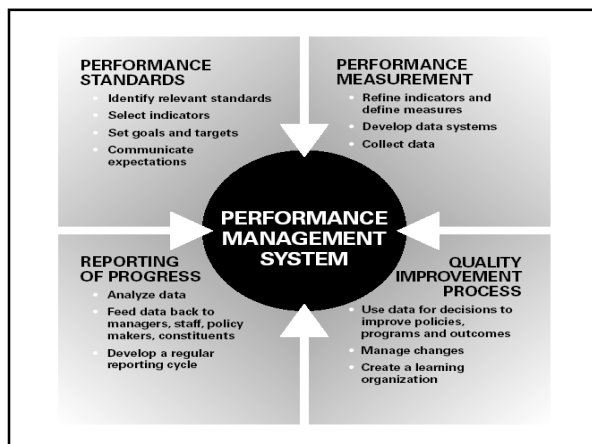 PERFORMANCE
STANDARDS
• Identify relevant standards
• Select indicators
• Set goals and targets
• Communicate
expectations
PERFORMANCE
MEASUREMENT
• Refine indicators and
define measures
• Develop data systems
• Collect data
PERFORMANCE
MANAGEMENT
SYSTEM
REPORTING
OF PROGRESS
• Analyze data
• Feed data back to
managers, staff, policy
makers, constituents
• Develop a regular
reporting cycle
QUALITY
IMPROVEMENT
PROCESS
• Use data for decisions to
improve policies,
programs and outcomes
• Manage changes
• Create a learning
organization